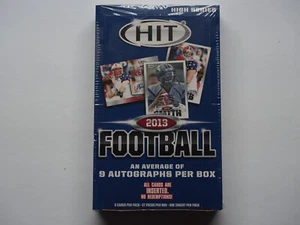 HIGH SERIES
HIT
2013
FOOTBALL
AN AVERAGE OF
9 AUTOGRAPHS PER BOX
ALL CARDS ARE
INSERTED,
NO REDEMPTIONS!